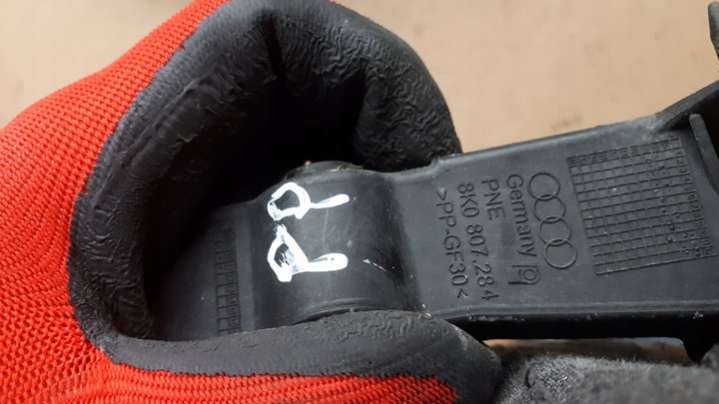 Germany
PNE
8K0 807.284
>PP-GF30<